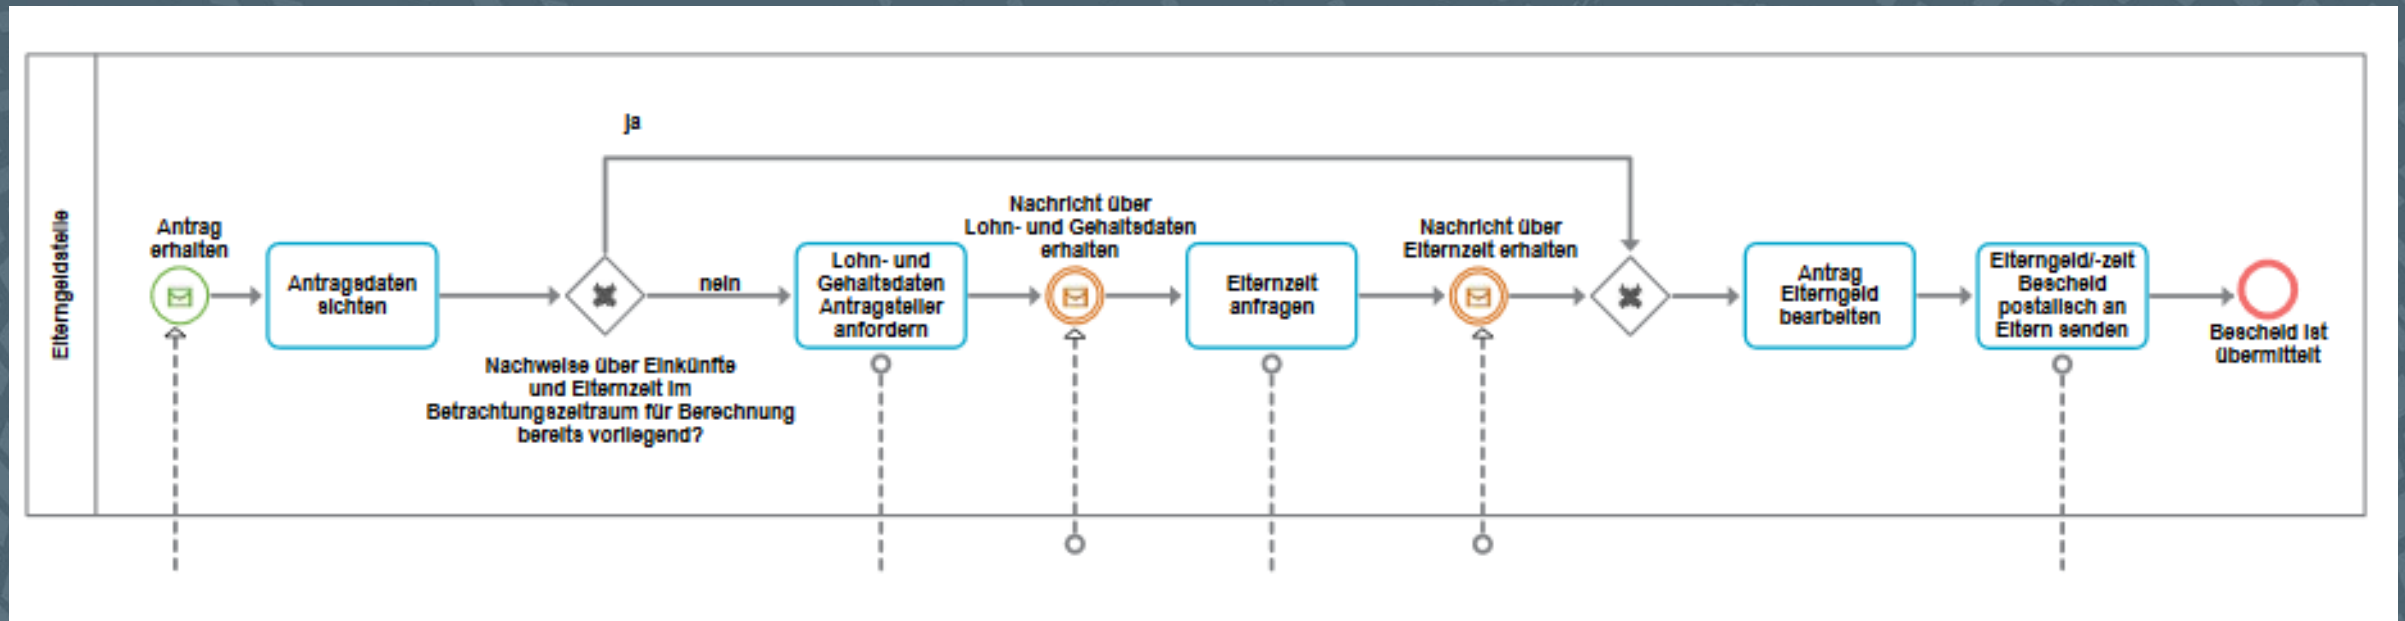 Elterngeldstelle
ja
Antrag
erhalten
Antragsdaten
sichten
Nachweise über Einkünfte
und Elternzeit im
Betrachtungszeitraum für Berechnung
bereits vorliegend?
nein
Lohn- und
Gehaltsdaten
Antragsteller
anfordern
Nachricht über
Lohn- und Gehaltsdaten
erhalten
Elternzeit
anfragen
Nachricht über
Elternzeit erhalten
Antrag
Elterngeld
bearbeiten
Elterngeld/-zeit
Bescheid
postalisch an
Eltern senden
Bescheid ist
übermittelt